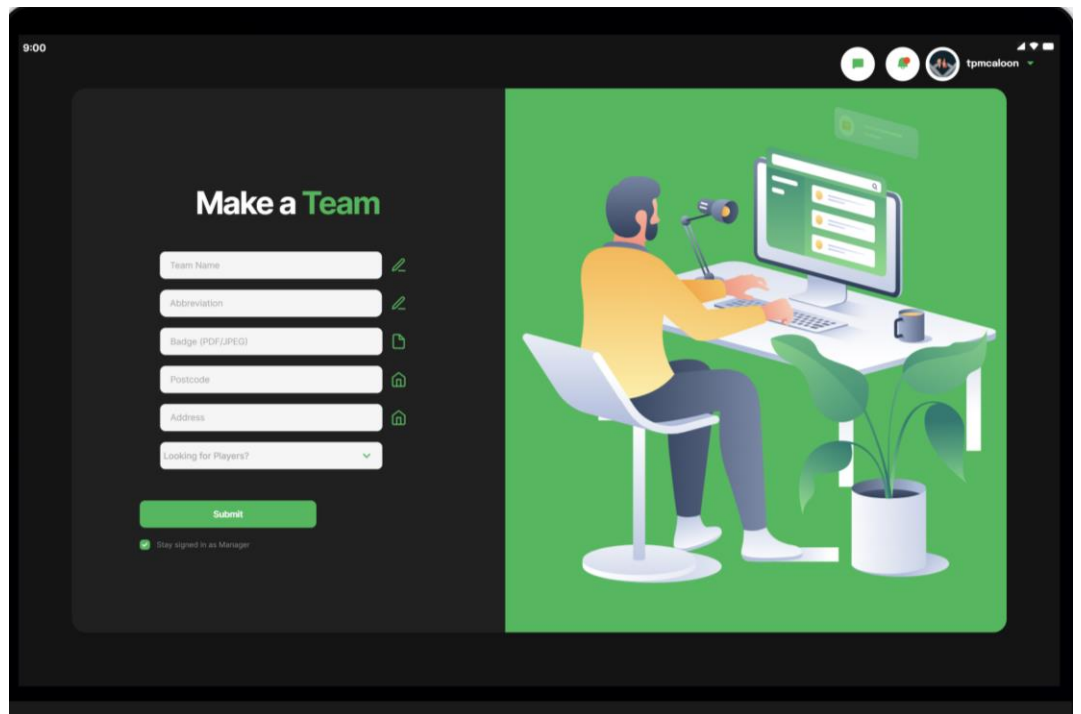 9:00
tpmcaloon
Make a Team
Team Name
Abbreviation
Badge (PDF/JPEG)
Postcode
Address
Looking for Players?
Submit
Stay signed in as Manager